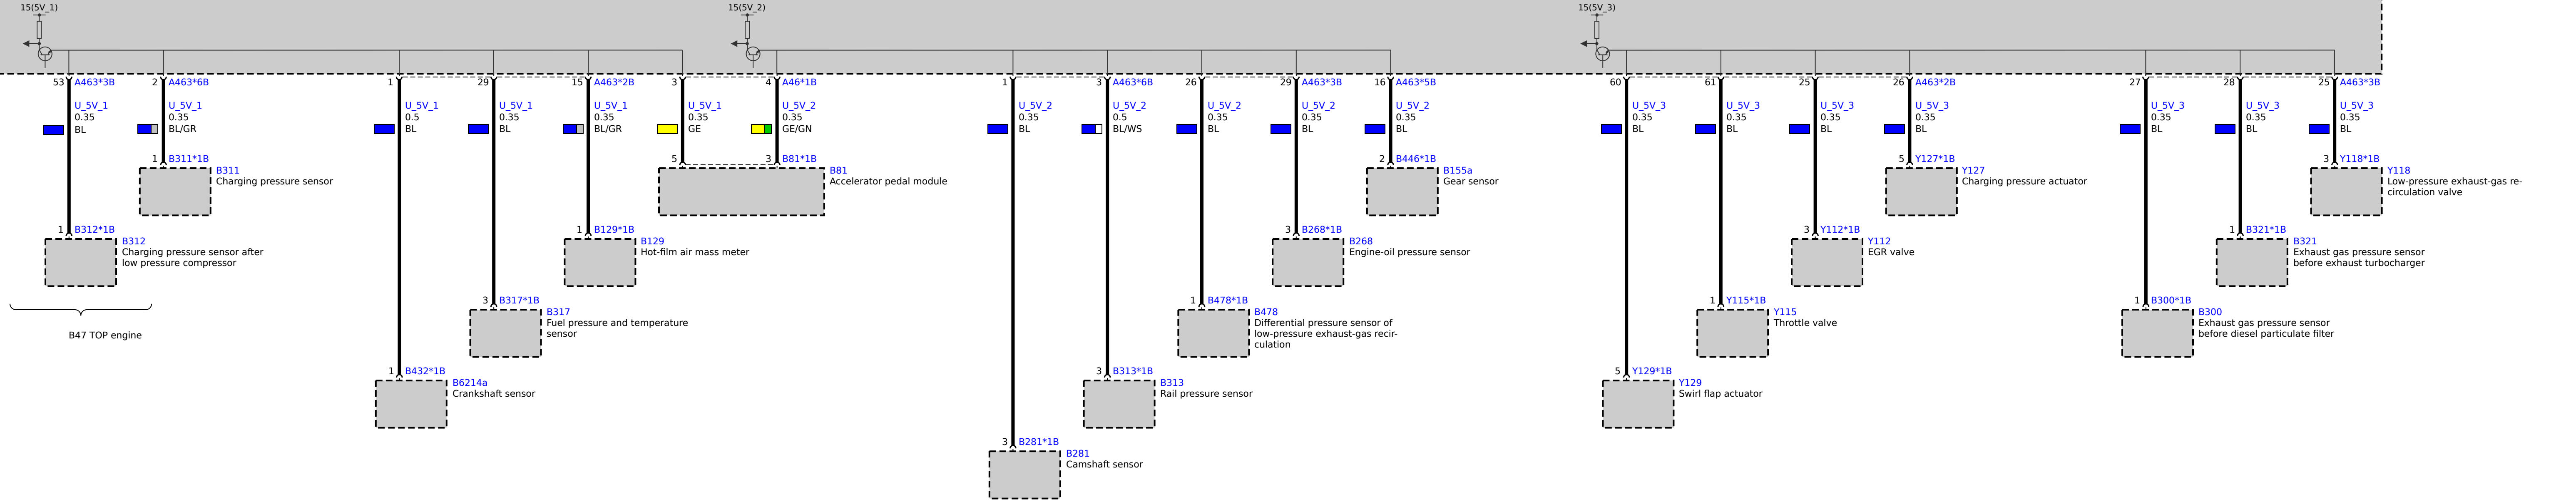 15(5V_1)
15(5V_2)
15(5V_3)
53 A463*3B
2 A463*6B
1
29
15 A463*2B
3
4 A46*1B
1
3 A463*6B
26
29 A463*3B
16 A463*5B
60
61
25
26 A463*2B
27
28
25 A463*3B
U_5V_1
0.35
BL
U_5V_1
0.35
BL/GR
U_5V_1
0.5
BL
U_5V_1
0.35
BL
U_5V_1
0.35
BL/GR
U_5V_1
0.35
GE
U_5V_2
0.35
GE/GN
U_5V_2
0.35
BL
U_5V_2
0.5
BL/WS
U_5V_2
0.35
BL
U_5V_2
0.35
BL
U_5V_2
0.35
BL
U_5V_3
0.35
BL
U_5V_3
0.35
BL
U_5V_3
0.35
BL
U_5V_3
0.35
BL
U_5V_3
0.35
BL
U_5V_3
0.35
BL
U_5V_3
0.35
BL
1 B311*1B
B311
Charging pressure sensor
5
3 B81*1B
B81
Accelerator pedal module
2 B446*1B
B155a
Gear sensor
5 Y127*1B
Y127
Charging pressure actuator
3 Y118*1B
Y118
Low-pressure exhaust-gas re-
circulation valve
1 B312*1B
B312
Charging pressure sensor after
low pressure compressor
1 B129*1B
B129
Hot-film air mass meter
3 B268*1B
B268
Engine-oil pressure sensor
3 Y112*1B
Y112
EGR valve
1 B321*1B
B321
Exhaust gas pressure sensor
before exhaust turbocharger
B47 TOP engine
3 B317*1B
B317
Fuel pressure and temperature
sensor
1 B478*1B
B478
Differential pressure sensor of
low-pressure exhaust-gas recir-
culation
1 Y115*1B
Y115
Throttle valve
1 B300*1B
B300
Exhaust gas pressure sensor
before diesel particulate filter
1 B432*1B
B6214a
Crankshaft sensor
3 B313*1B
B313
Rail pressure sensor
5 Y129*1B
Y129
Swirl flap actuator
3 B281*1B
B281
Camshaft sensor